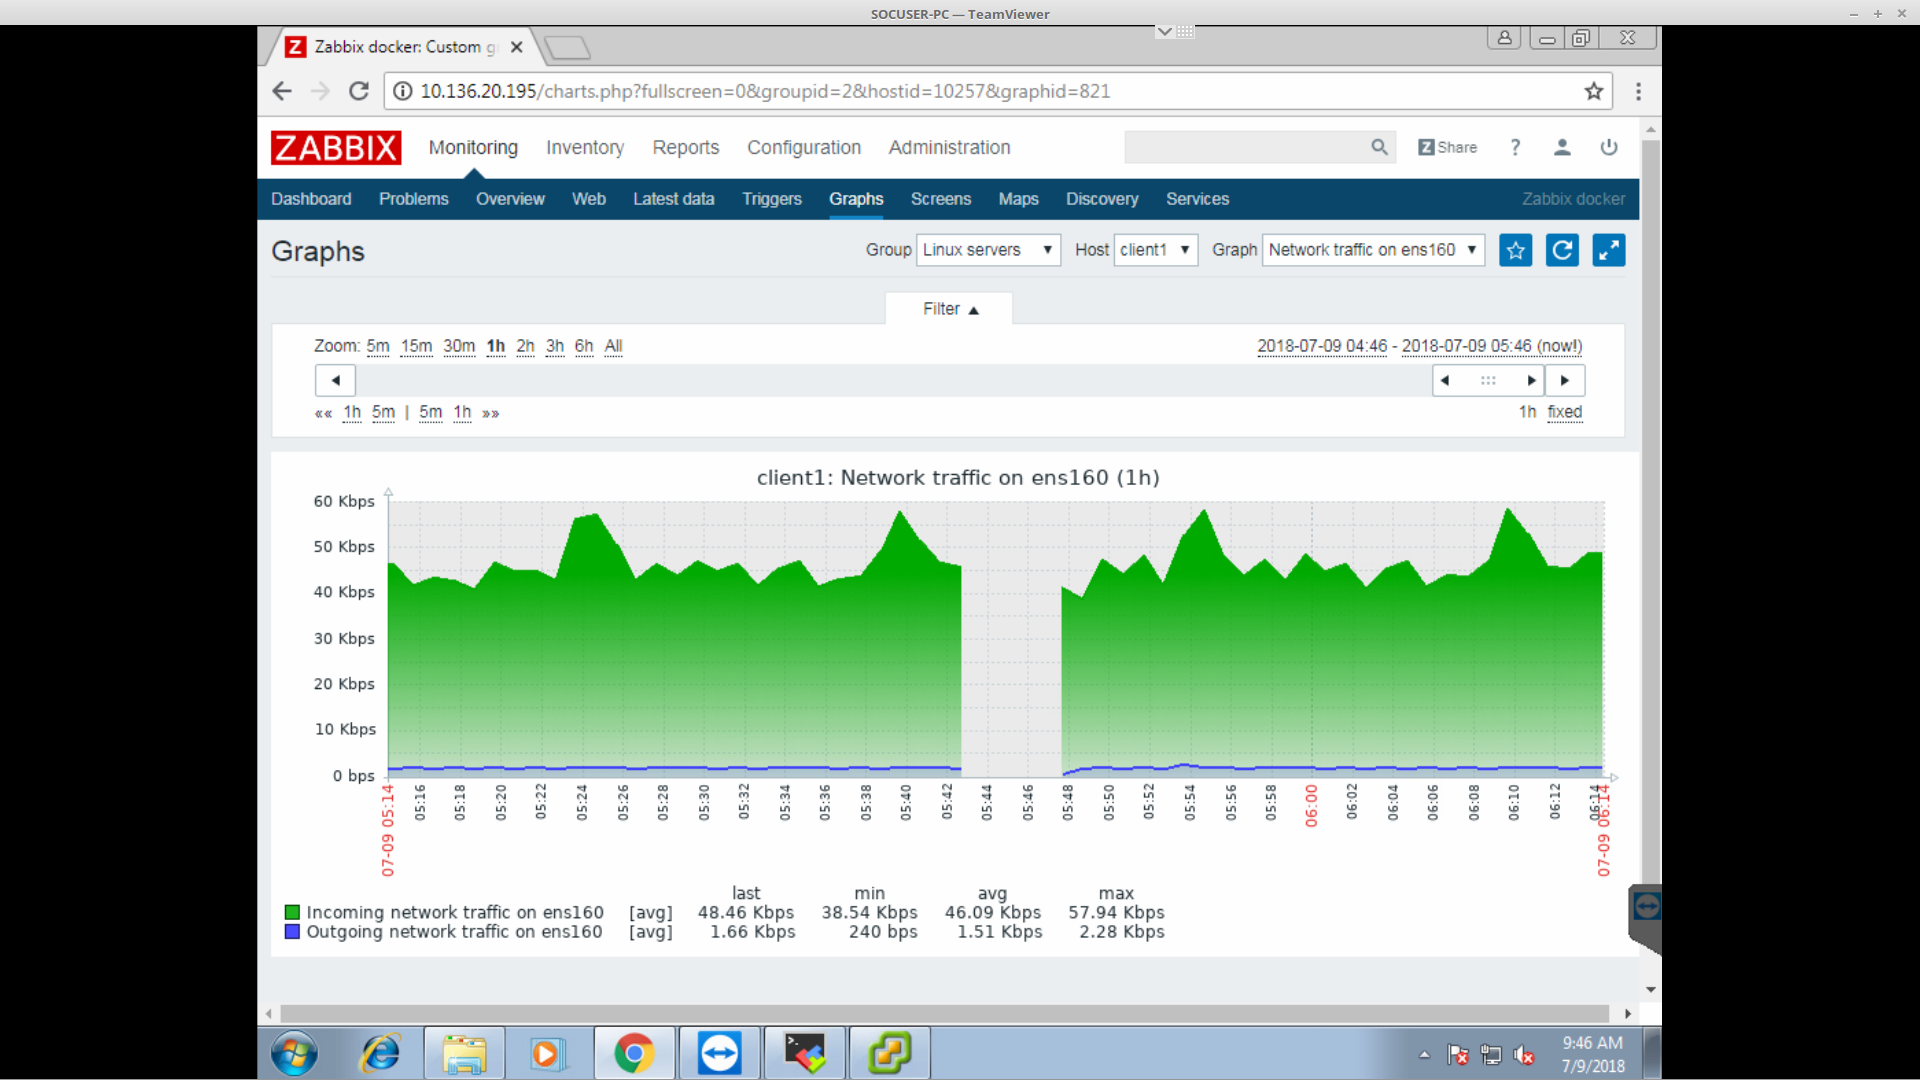 SOCUSER-PC — TeamViewer
Zabbix docker: Custom g
10.136.20.195/charts.php?fullscreen=0&groupid=2&hostid=10257&graphid=821
ZABBIX Monitoring Inventory Reports Configuration Administration Z Share ?
Dashboard Problems Overview Web Latest data Triggers Graphs Screens Maps Discovery Services Zabbix docker
Graphs Group Linux servers Host client1 Graph Network traffic on ens160
Filter
Zoom: 5m 15m 30m 1h 2h 3h 6h All 2018-07-09 04:46 - 2018-07-09 05:46 (now!)
«« 1h 5m | 5m 1h »» 1h fixed
client1: Network traffic on ens160 (1h)
60 Kbps
50 Kbps
40 Kbps
30 Kbps
20 Kbps
10 Kbps
0 bps
07-09 05:14 05:16 05:18 05:20 05:22 05:24 05:26 05:28 05:30 05:32 05:34 05:36 05:38 05:40 05:42 05:44 05:46 05:48 05:50 05:52 05:54 05:56 05:58 06:00 06:02 06:04 06:06 06:08 06:10 06:12 06:14 07-09 06:14
last min avg max
Incoming network traffic on ens160 [avg] 48.46 Kbps 38.54 Kbps 46.09 Kbps 57.94 Kbps
Outgoing network traffic on ens160 [avg] 1.66 Kbps 240 bps 1.51 Kbps 2.28 Kbps
9:46 AM
7/9/2018